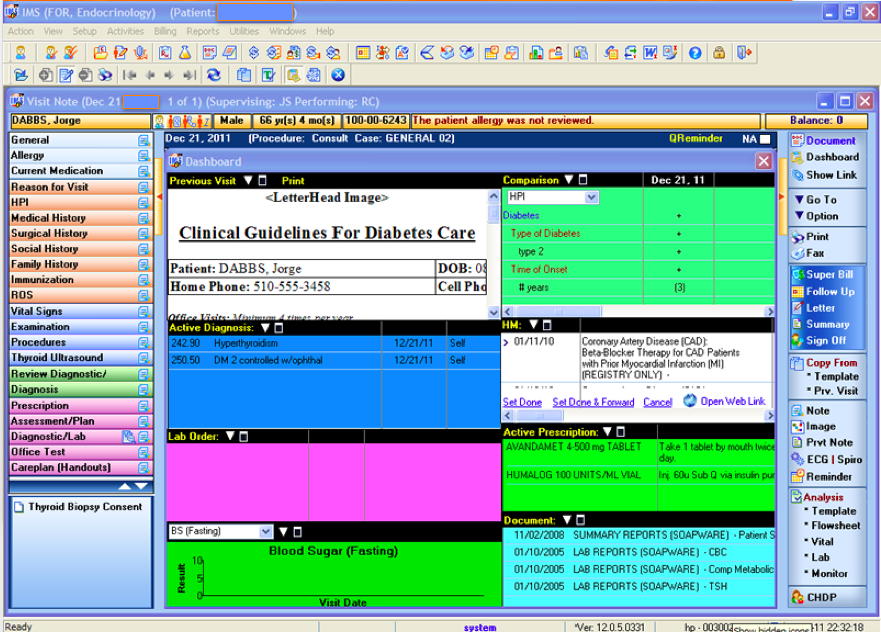 IMS (FOR, Endocrinology) (Patient: )
Action View Setup Activities Billing Reports Utilities Windows Help
Visit Note (Dec 21 1 of 1) (Supervising: JS Performing: RC)
DABBS, Jorge Male 66 yr(s) 4 mo(s) 100-00-6243 The patient allergy was not reviewed. Balance: 0
General
Allergy
Current Medication
Reason for Visit
HPI
Medical History
Surgical History
Social History
Family History
Immunization
ROS
Vital Signs
Examination
Procedures
Thyroid Ultrasound
Review Diagnostic/
Diagnosis
Prescription
Assessment/Plan
Diagnostic/Lab
Office Test
Careplan (Handouts)
Thyroid Biopsy Consent
Dec 21, 2011 (Procedure: Consult Case: GENERAL 02) QReminder NA
Dashboard
Previous Visit Print
<LetterHead Image>
Clinical Guidelines For Diabetes Care
Patient: DABBS, Jorge DOB: 08
Home Phone: 510-555-3458 Cell Pho
Office Visits: Minimum 4 times per year
Comparison Dec 21, 11
HPI
Diabetes +
Type of Diabetes +
type 2 +
Time of Onset +
# years (3)
Active Diagnosis:
242.90 Hyperthyroidism 12/21/11 Self
250.50 DM 2 controlled w/ophthal 12/21/11 Self
HM:
> 01/11/10 Coronary Artery Disease (CAD):
Beta-Blocker Therapy for CAD Patients
with Prior Myocardial Infarction (MI)
(REGISTRY ONLY) -
Set Done Set Done & Forward Cancel Open Web Link
Lab Order:
Active Prescription:
AVANDAMET 4-500 mg TABLET Take 1 tablet by mouth twice
day.
HUMALOG 100 UNITS/ML VIAL Inj. 60u Sub Q via insulin pur
BS (Fasting)
Blood Sugar (Fasting)
Result
10
5
0
Visit Date
Document:
11/02/2008 SUMMARY REPORTS (SOAPWARE) - Patient S
01/10/2005 LAB REPORTS (SOAPWARE) - CBC
01/10/2005 LAB REPORTS (SOAPWARE) - Comp Metabolic
01/10/2005 LAB REPORTS (SOAPWARE) - TSH
Document
Dashboard
Show Link
Go To
Option
Print
Fax
Super Bill
Follow Up
Letter
Summary
Sign Off
Copy From
* Template
* Prv. Visit
Note
Image
Prvt Note
ECG | Spiro
Reminder
Analysis
* Template
* Flowsheet
* Vital
* Lab
* Monitor
CHDP
Ready system Ver: 12.0.5.0331 hp - 003002 Show hidden icons 11 22:32:18